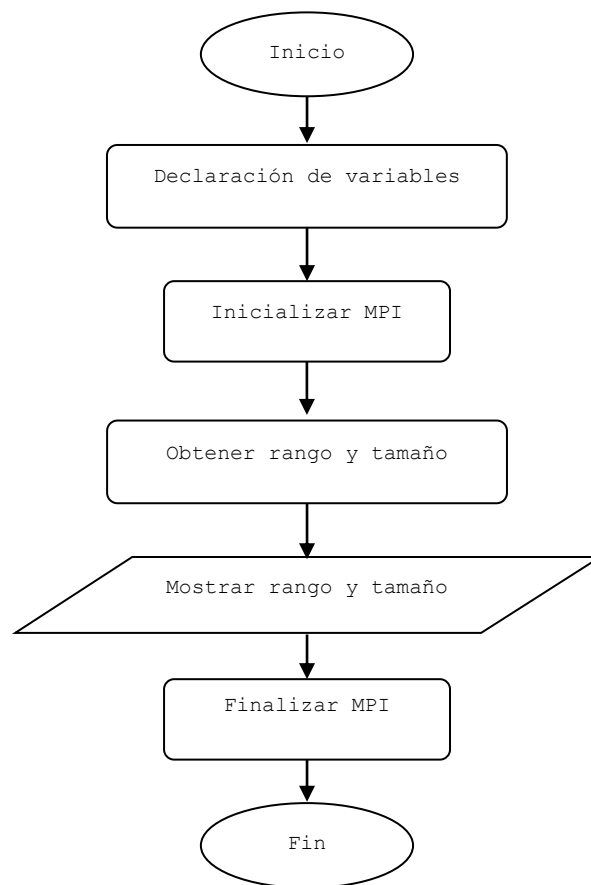 Inicio
Declaración de variables
Inicializar MPI
Obtener rango y tamaño
Mostrar rango y tamaño
Finalizar MPI
Fin